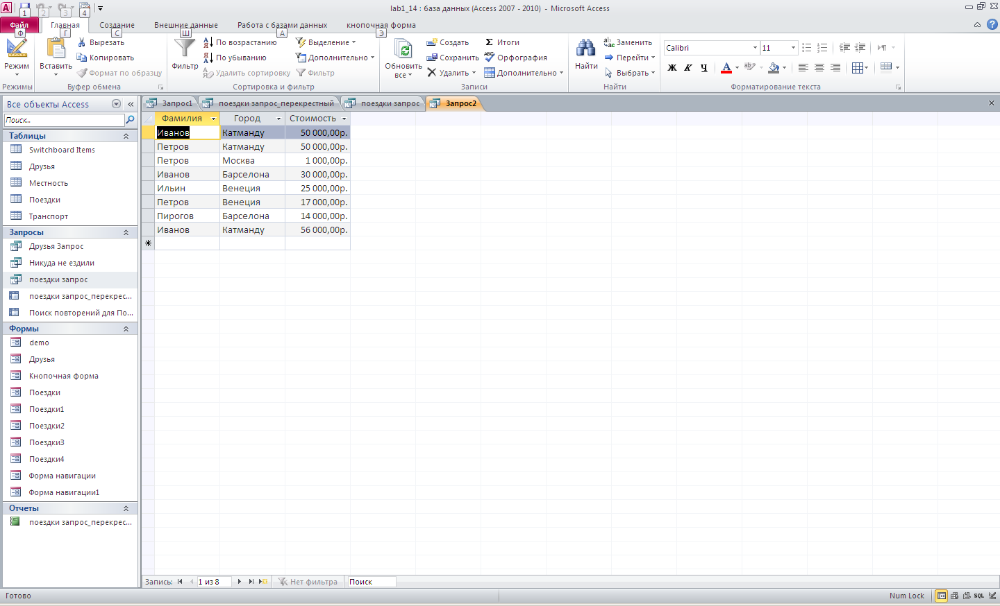 lab1_14 : база данных (Access 2007 - 2010) - Microsoft Access
1 2 3 4
Файл Главная Создание Внешние данные Работа с базами данных кнопочная форма
Ф Г С Ш А Э
Вырезать По возрастанию Выделение Создать Σ Итоги Заменить Calibri 11
Копировать По убыванию Дополнительно Сохранить Орфография Перейти
Режим Вставить Фильтр Обновить все Найти
Формат по образцу Удалить сортировку Фильтр Удалить Дополнительно Выбрать Ж К Ч А
Режимы Буфер обмена Сортировка и фильтр Записи Найти Форматирование текста
Все объекты Access
Поиск...
Таблицы
Switchboard Items
Друзья
Местность
Поездки
Транспорт
Запросы
Друзья Запрос
Никуда не ездили
поездки запрос
поездки запрос_перекрес...
Поиск повторений для По...
Формы
demo
Друзья
Кнопочная форма
Поездки
Поездки1
Поездки2
Поездки3
Поездки4
Форма навигации
Форма навигации1
Отчеты
поездки запрос_перекрес...
Запрос1 поездки запрос_перекрестный поездки запрос Запрос2
Фамилия Город Стоимость
Иванов Катманду 50 000,00р.
Петров Катманду 50 000,00р.
Петров Москва 1 000,00р.
Иванов Барселона 30 000,00р.
Ильин Венеция 25 000,00р.
Петров Венеция 17 000,00р.
Пирогов Барселона 14 000,00р.
Иванов Катманду 56 000,00р.
Запись: 1 из 8 Нет фильтра Поиск
Готово Num Lock SQL